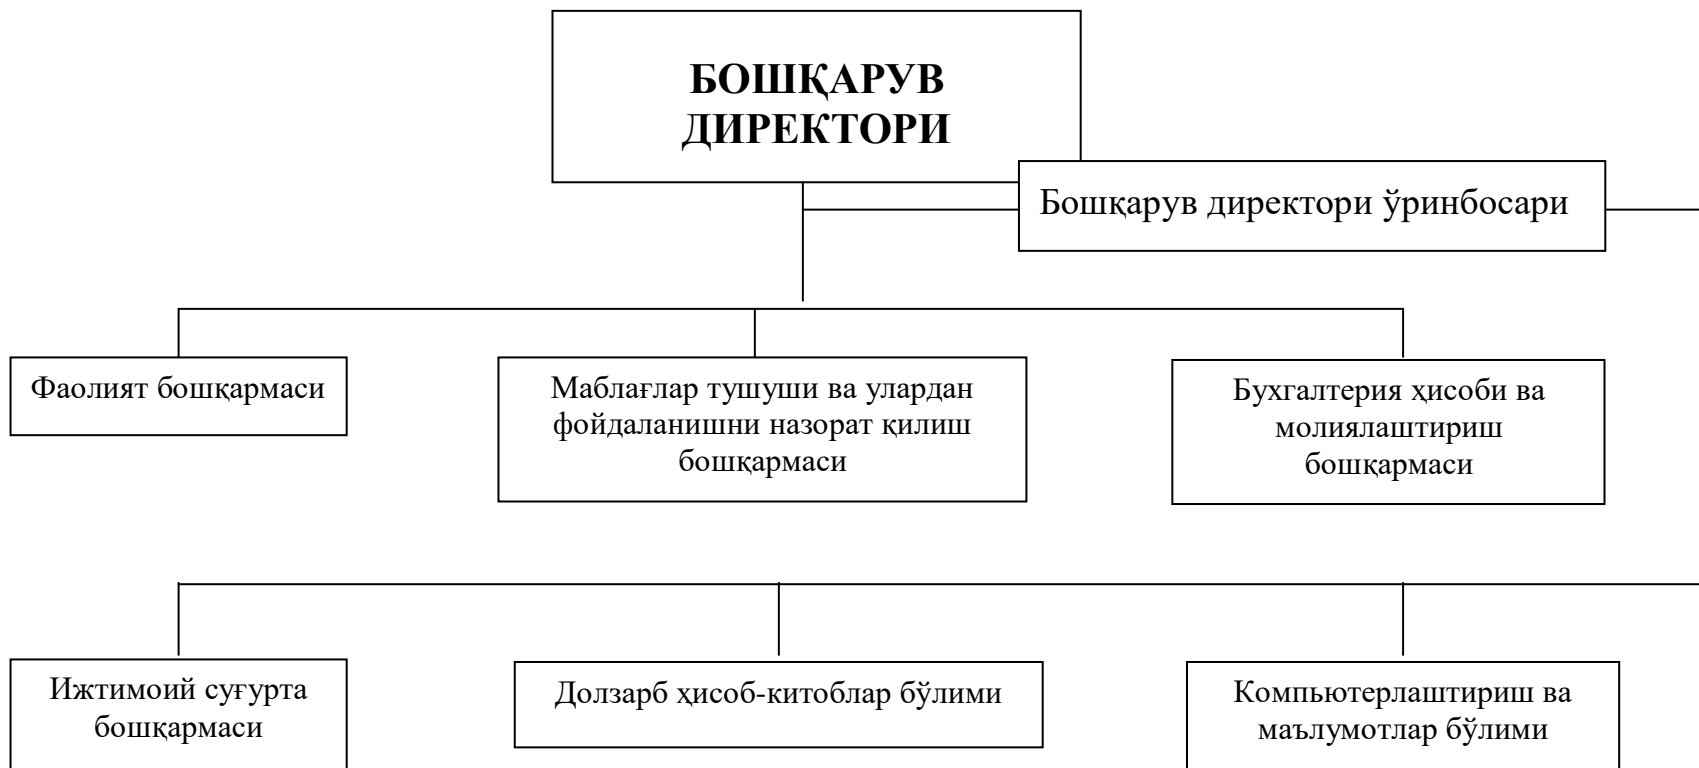 БОШҚАРУВ
ДИРЕКТОРИ
Бошқарув директори ўринбосари
Фаолият бошқармаси
Маблағлар тушуши ва улардан
фойдаланишни назорат қилиш
бошқармаси
Бухгалтерия ҳисоби ва
молиялаштириш
бошқармаси
Ижтимоий суғурта
бошқармаси
Долзарб ҳисоб-китоблар бўлими
Компьютерлаштириш ва
маълумотлар бўлими